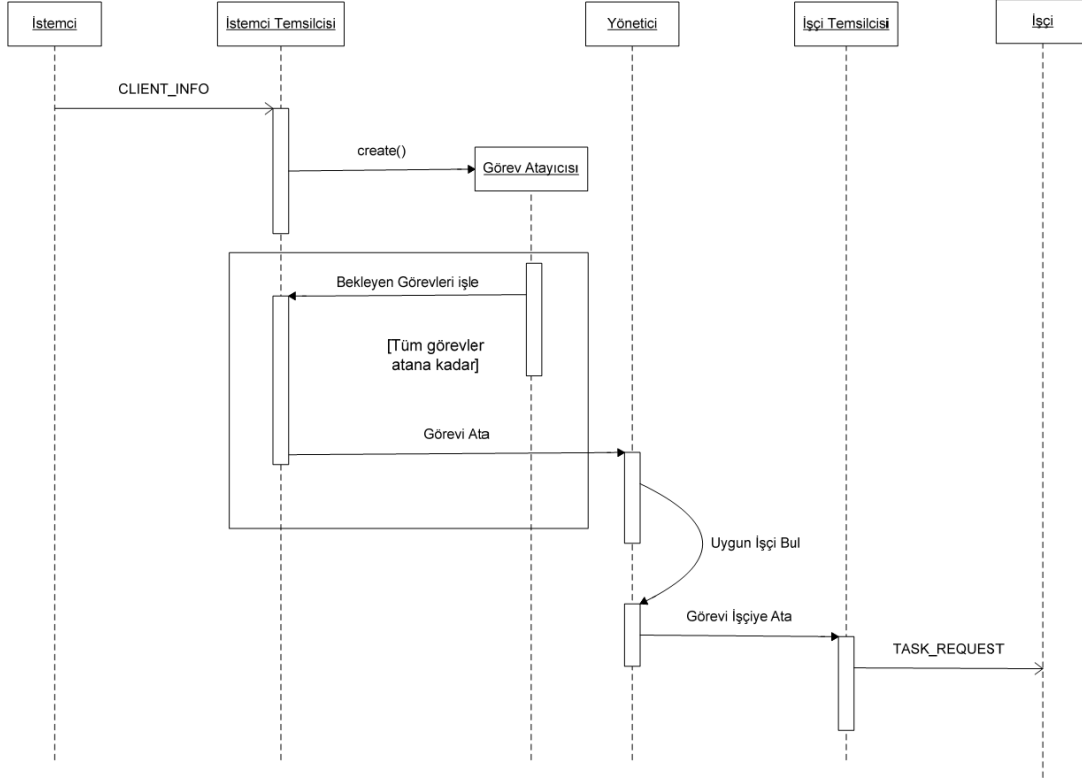 İstemci
İstemci Temsilcisi
Yönetici
İşçi Temsilcisi
İşçi
CLIENT_INFO
create()
Görev Atayıcısı
Bekleyen Görevleri işle
[Tüm görevler
atana kadar]
Görevi Ata
Uygun İşçi Bul
Görevi İşçiye Ata
TASK_REQUEST